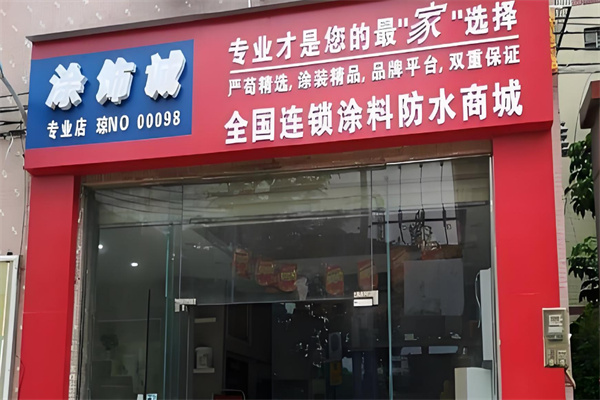 涂饰城
专业店 琼NO 00098
专业才是您的最"家"选择
严苟精选,涂装精品,品牌平台,双重保证
全国连锁涂料防水商城